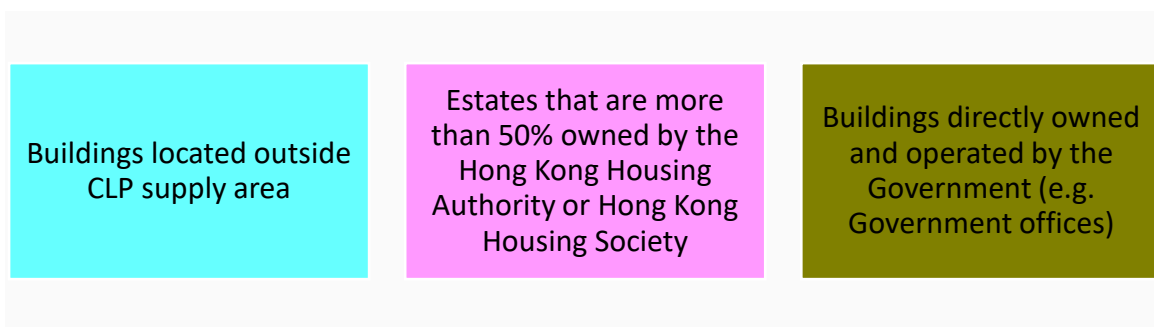 Buildings located outside
CLP supply area
Estates that are more
than 50% owned by the
Hong Kong Housing
Authority or Hong Kong
Housing Society
Buildings directly owned
and operated by the
Government (e.g.
Government offices)